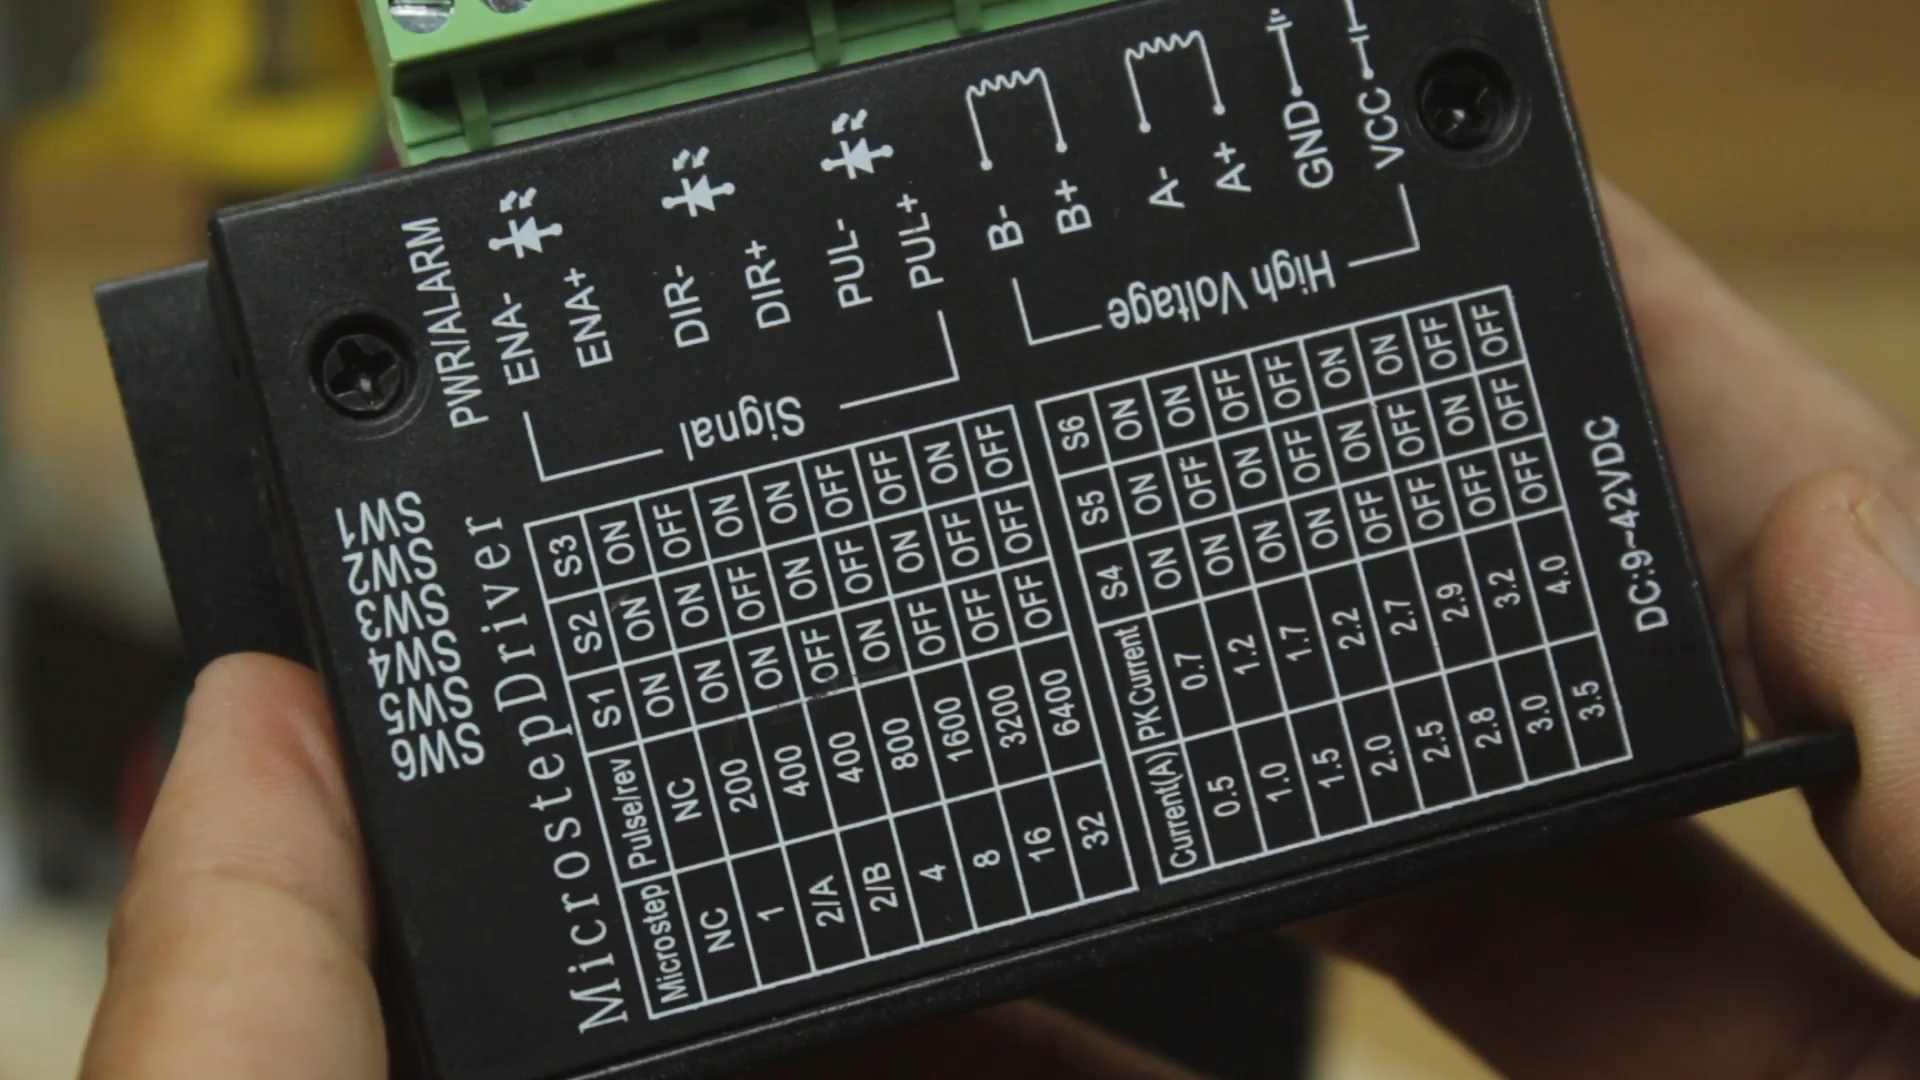 MicrostepDriver
Microstep Pulse/rev S1 S2 S3
NC NC ON ON ON
1 200 ON ON OFF
2/A 400 ON OFF ON
2/B 400 OFF ON ON
4 800 ON OFF OFF
8 1600 OFF ON OFF
16 3200 OFF OFF ON
32 6400 OFF OFF OFF
Current(A) PKCurrent S4 S5 S6
0.5 0.7 ON ON ON
1.0 1.2 ON OFF ON
1.5 1.7 ON ON OFF
2.0 2.2 ON OFF OFF
2.5 2.7 OFF ON ON
2.8 2.9 OFF OFF ON
3.0 3.2 OFF ON OFF
3.5 4.0 OFF OFF OFF
DC:9~42VDC
SW1
SW2
SW3
SW4
SW5
SW6
PWR/ALARM
ENA-
ENA+
DIR-
DIR+
PUL-
PUL+
Signal
B-
B+
A-
A+
GND
VCC
High Voltage